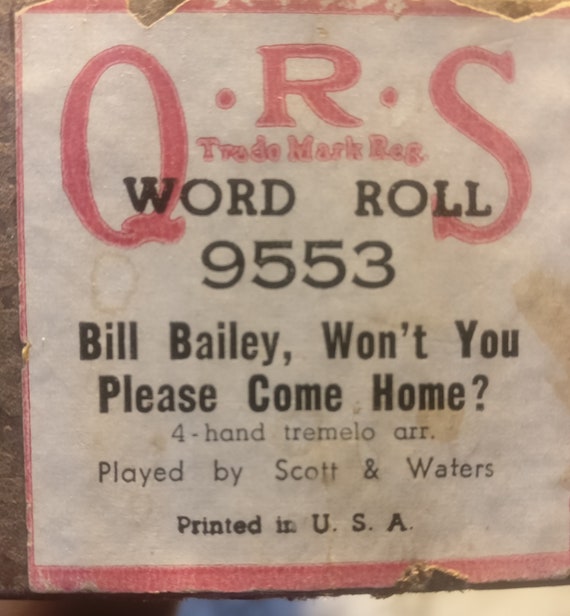 Q·R·S
Trade Mark Reg.
WORD ROLL
9553
Bill Bailey, Won't You
Please Come Home?
4-hand tremelo arr.
Played by Scott & Waters
Printed in U. S. A.